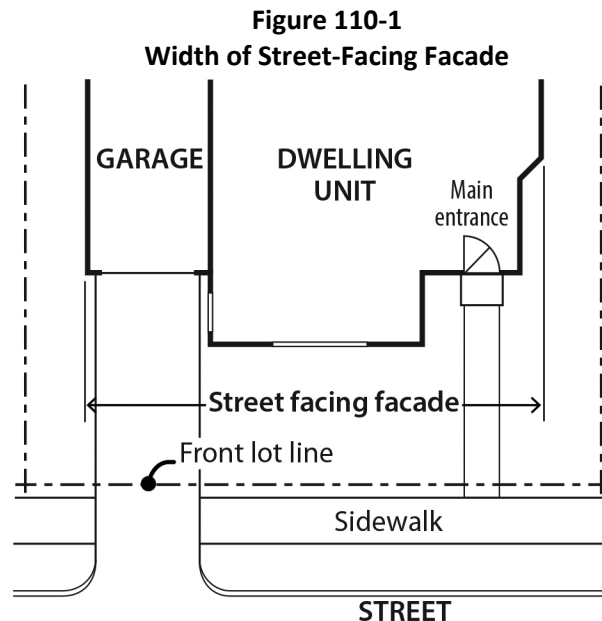 Figure 110-1
Width of Street-Facing Facade
GARAGE
DWELLING
UNIT
Main
entrance
Street facing facade
Front lot line
Sidewalk
STREET